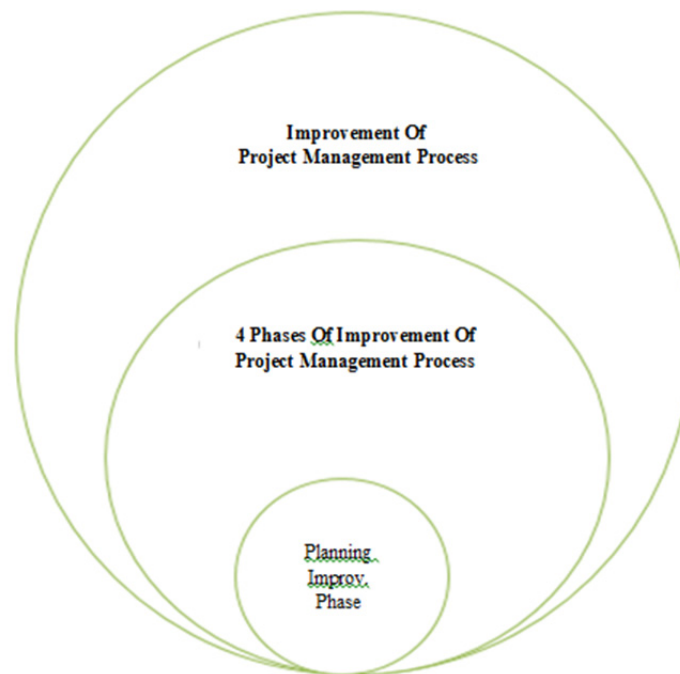 Improvement Of
Project Management Process
4 Phases Of Improvement Of
Project Management Process
Planning
Improv.
Phase